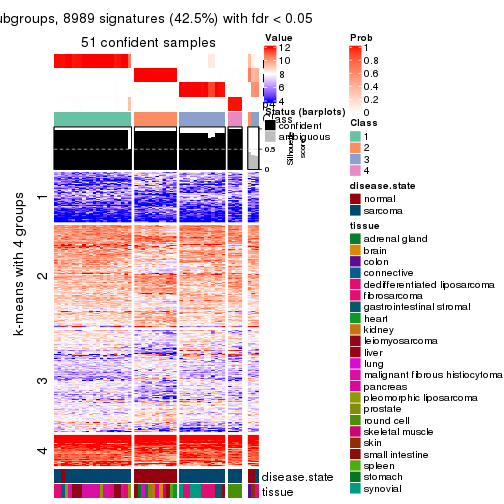 ubgroups, 8989 signatures (42.5%) with fdr < 0.05
51 confident samples
k-means with 4 groups
1
2
3
4
p4
Class
0.5
0
Silhouette
score
disease.state
tissue
Value
12
10
8
6
4
Status (barplots)
confident
ambiguous
Prob
1
0.8
0.6
0.4
0.2
0
Class
1
2
3
4
disease.state
normal
sarcoma
tissue
adrenal gland
brain
colon
connective
dedifferentiated liposarcoma
fibrosarcoma
gastrointestinal stromal
heart
kidney
leiomyosarcoma
liver
lung
malignant fibrous histiocytoma
pancreas
pleomorphic liposarcoma
prostate
round cell
skeletal muscle
skin
small intestine
spleen
stomach
synovial